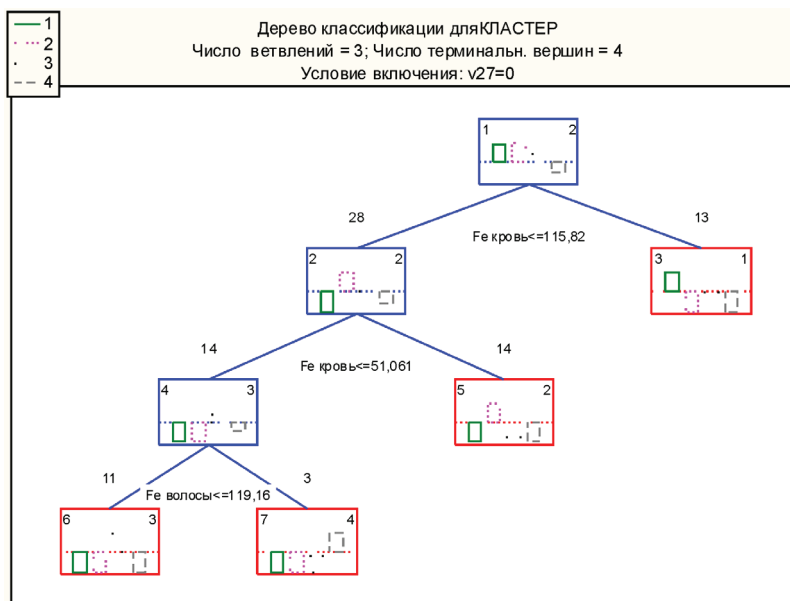 1
2
3
4
Дерево классификации дляКЛАСТЕР
Число ветвлений = 3; Число терминальн. вершин = 4
Условие включения: v27=0
1 2
28 13
Fe кровь<=115,82
2 2
3 1
14 14
Fe кровь<=51,061
4 3
5 2
11 3
Fe волосы<=119,16
6 3
7 4